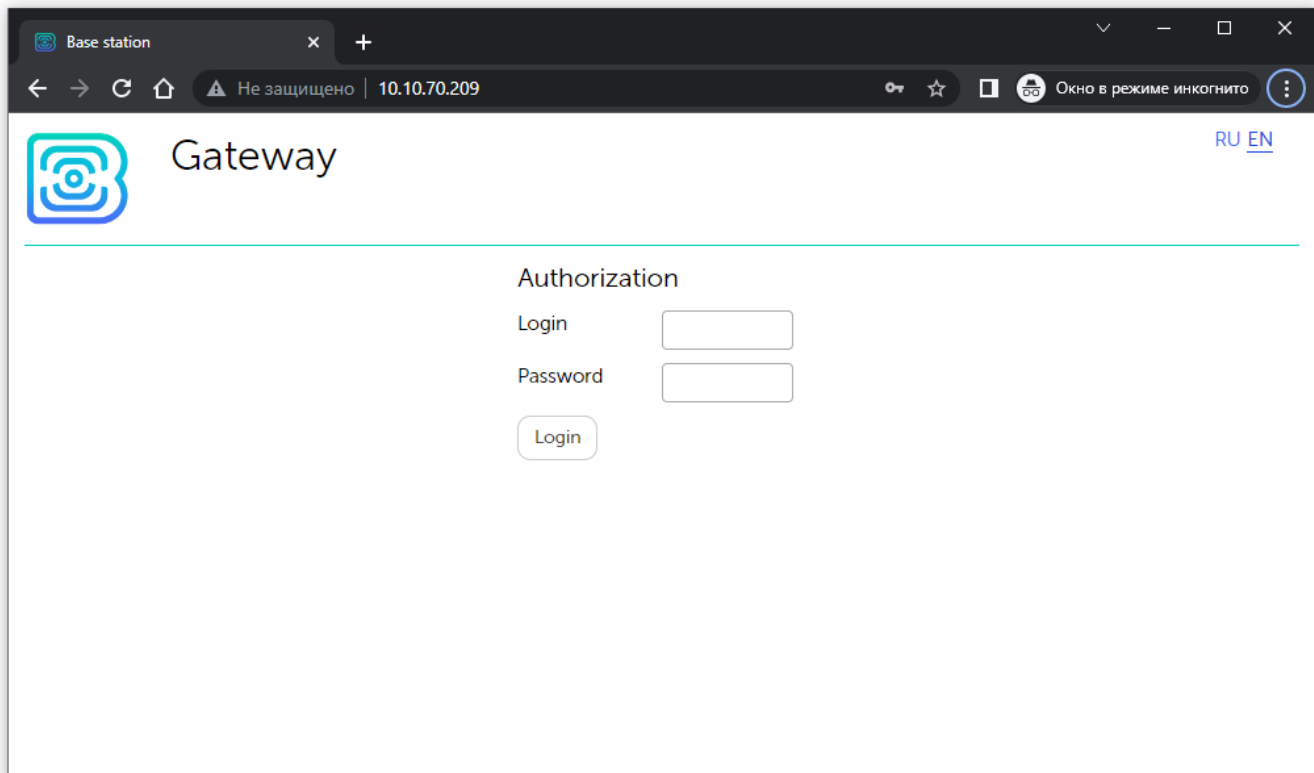 Base station
Не защищено 10.10.70.209 Окно в режиме инкогнито
Gateway
RU EN
Authorization
Login
Password
Login